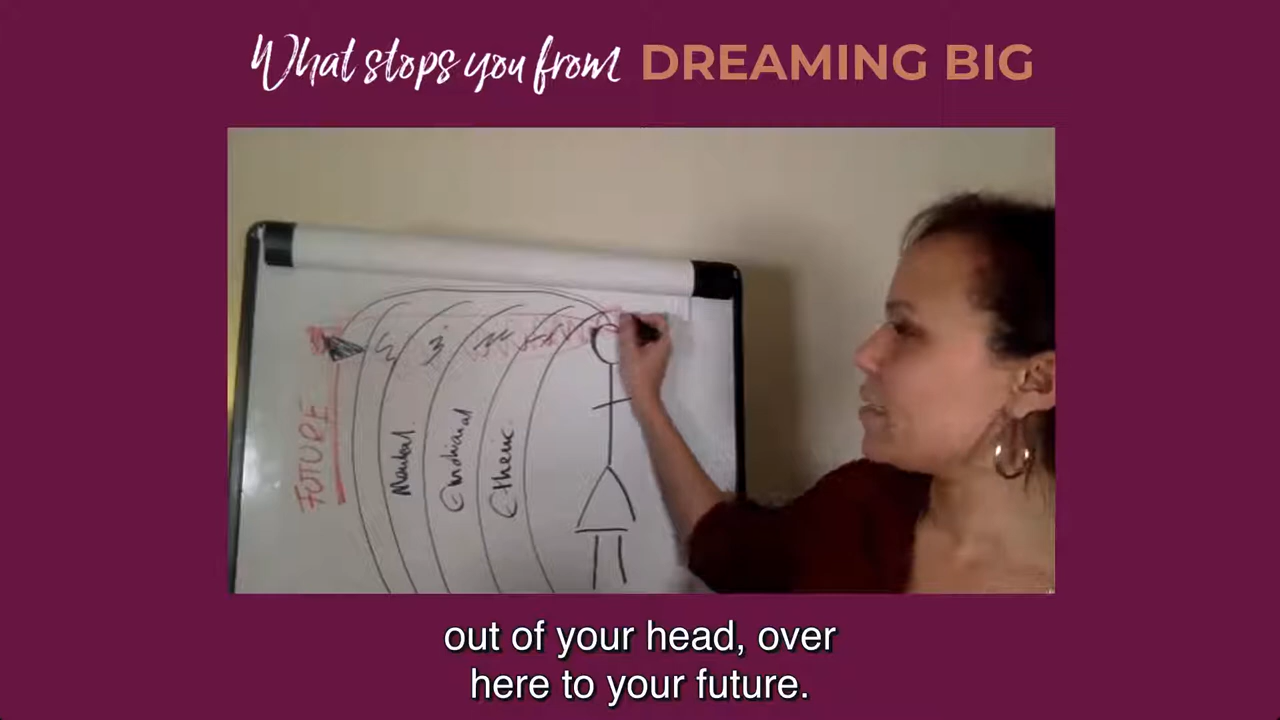 What stops you from DREAMING BIG
FUTURE
Mental
Emotional
Etheric
out of your head, over
here to your future.